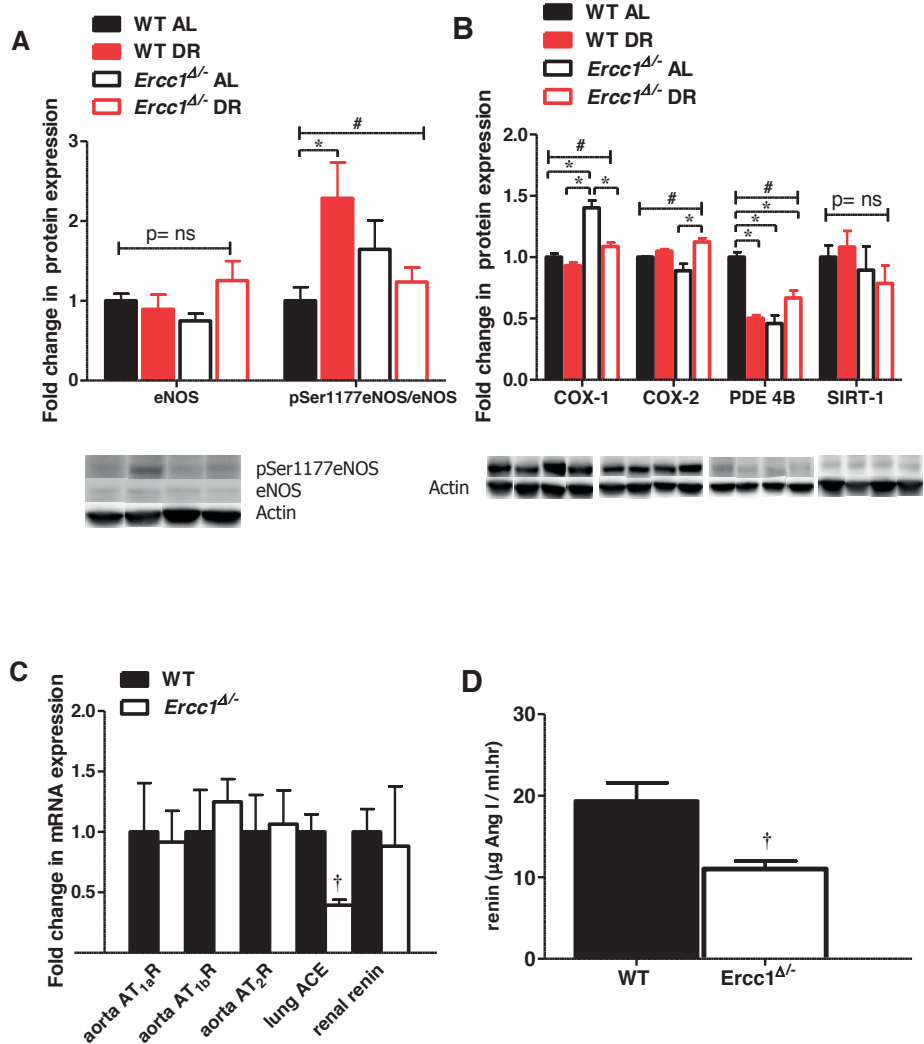 A
WT AL
WT DR
Ercc1Δ/- AL
Ercc1Δ/- DR
Fold change in protein expression
3
2
1
0
p= ns
*
#
eNOS
pSer1177eNOS/eNOS
pSer1177eNOS
eNOS
Actin
B
WT AL
WT DR
Ercc1Δ/- AL
Ercc1Δ/- DR
Fold change in protein expression
2.0
1.5
1.0
0.5
0.0
#
*
* *
#
*
#
*
*
*
p= ns
COX-1
COX-2
PDE 4B
SIRT-1
Actin
C
WT
Ercc1Δ/-
Fold change in mRNA expression
2.0
1.5
1.0
0.5
†
aorta AT1aR
aorta AT1bR
aorta AT2R
lung ACE
renal renin
D
renin (μg Ang I / ml.hr)
30
20
10
0
†
WT
Ercc1Δ/-